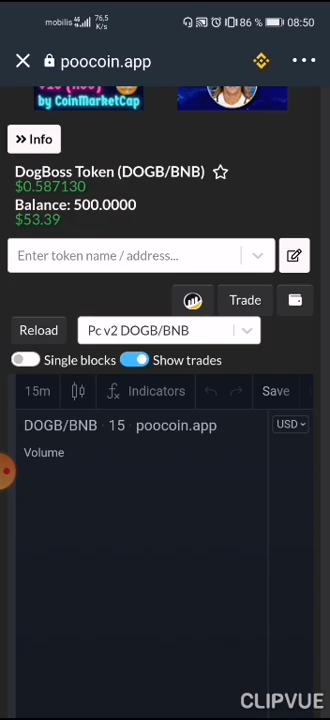 mobilis 4G 76,5 K/s 86 % 08:50
poocoin.app
by CoinMarketCap
Info
DogBoss Token (DOGB/BNB)
$0.587130
Balance: 500.0000
$53.39
Enter token name / address...
Trade
Reload Pc v2 DOGB/BNB
Single blocks Show trades
15m Indicators Save
DOGB/BNB · 15 · poocoin.app USD
Volume
CLIPVUE